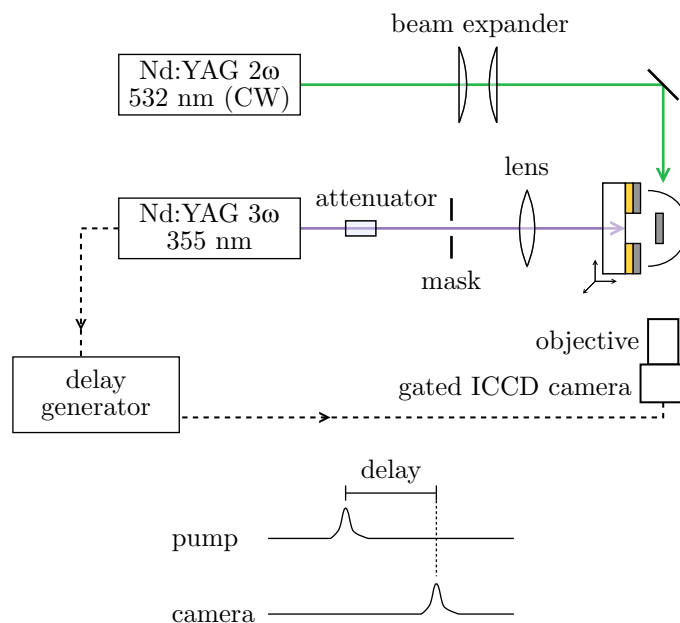 beam expander
Nd:YAG 2ω
532 nm (CW)
lens
attenuator
Nd:YAG 3ω
355 nm
mask
objective
delay
generator
gated ICCD camera
delay
pump
camera